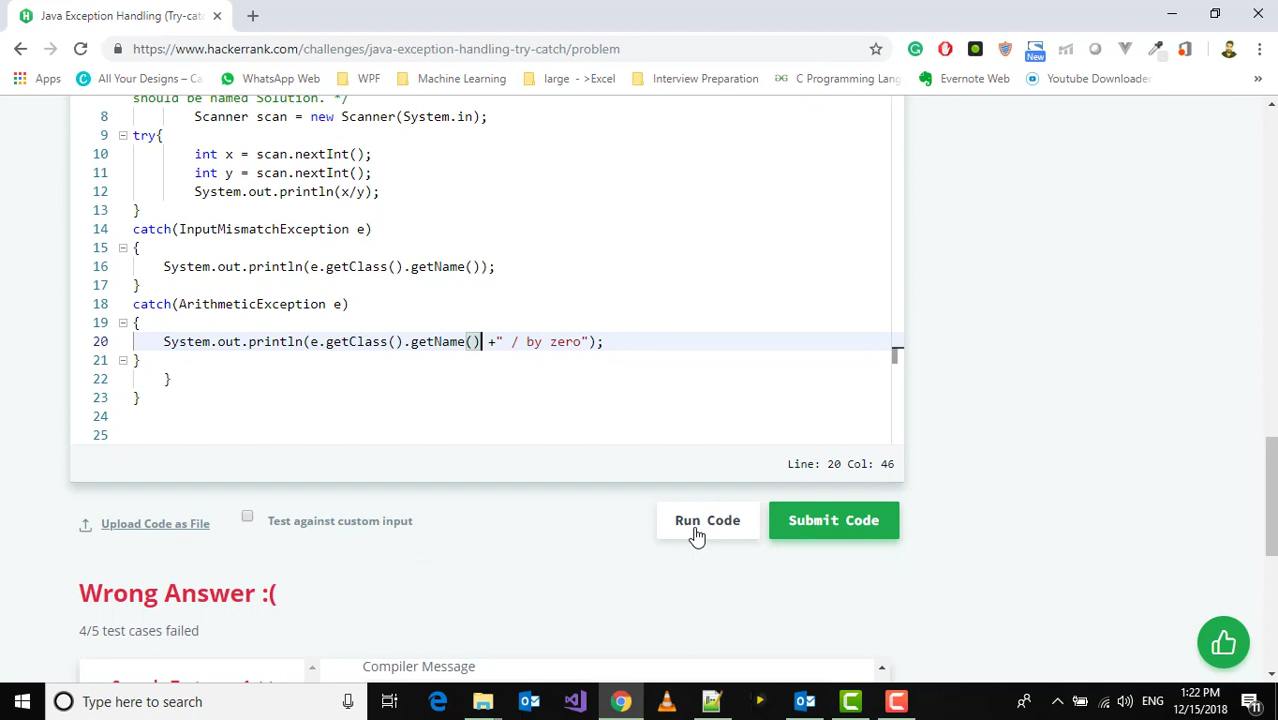 Java Exception Handling (Try-cat
https://www.hackerrank.com/challenges/java-exception-handling-try-catch/problem
New
Apps All Your Designs – Ca WhatsApp Web WPF Machine Learning large ->Excel Interview Preparation C Programming Lang Evernote Web Youtube Downloader »
should be named Solution. */
8 Scanner scan = new Scanner(System.in);
9 try{
10 int x = scan.nextInt();
11 int y = scan.nextInt();
12 System.out.println(x/y);
13 }
14 catch(InputMismatchException e)
15 {
16 System.out.println(e.getClass().getName());
17 }
18 catch(ArithmeticException e)
19 {
20 System.out.println(e.getClass().getName() +" / by zero");
21 }
22 }
23 }
24
25
Line: 20 Col: 46
Upload Code as File Test against custom input Run Code Submit Code
Wrong Answer :(
4/5 test cases failed
Compiler Message
Type here to search
ENG
1:22 PM
12/15/2018
11